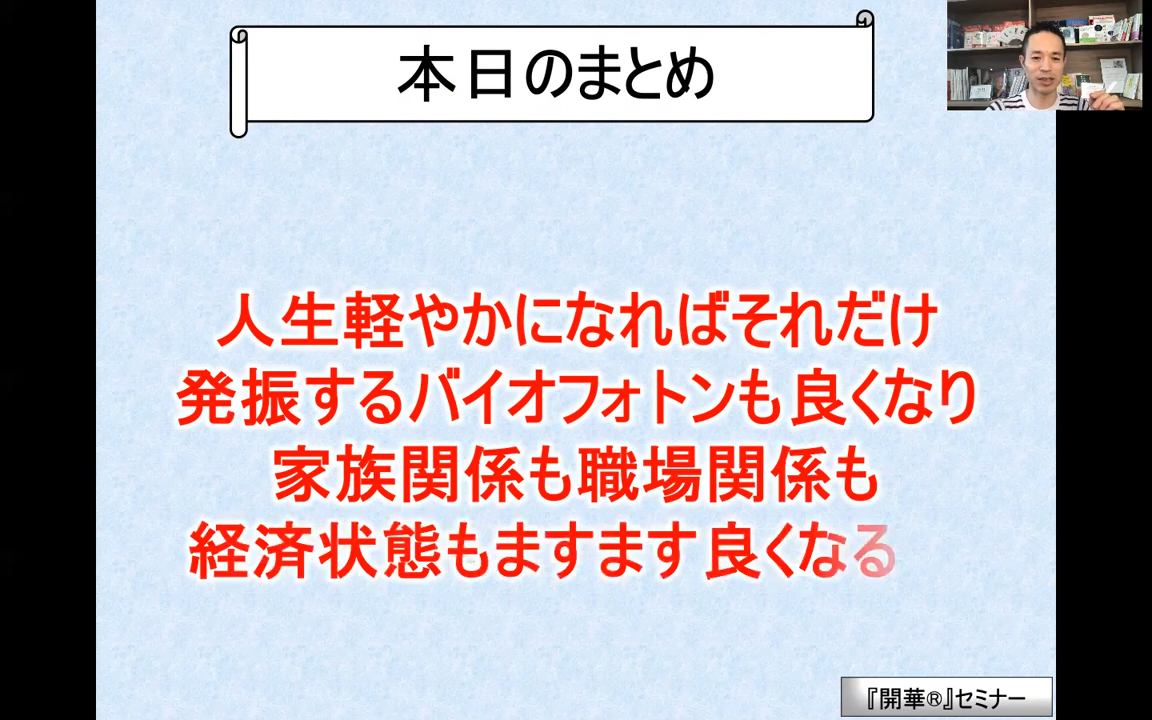 本日のまとめ
人生軽やかになればそれだけ
発振するバイオフォトンも良くなり
家族関係も職場関係も
経済状態もますます良くなる
『開華®』セミナー